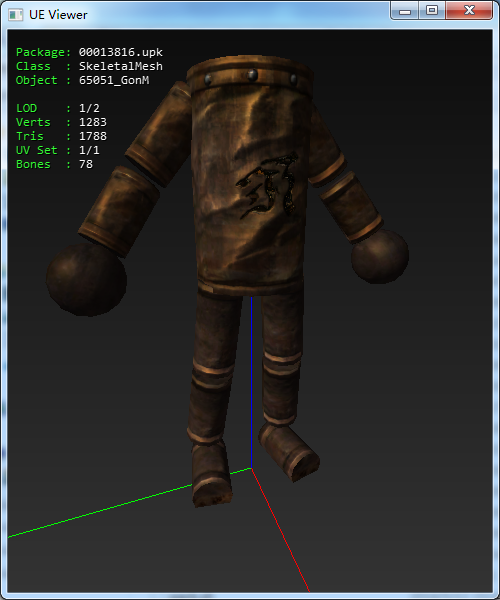 UE Viewer
Package: 00013816.upk
Class : SkeletalMesh
Object : 65051_GonM
LOD : 1/2
Verts : 1283
Tris : 1788
UV Set : 1/1
Bones : 78